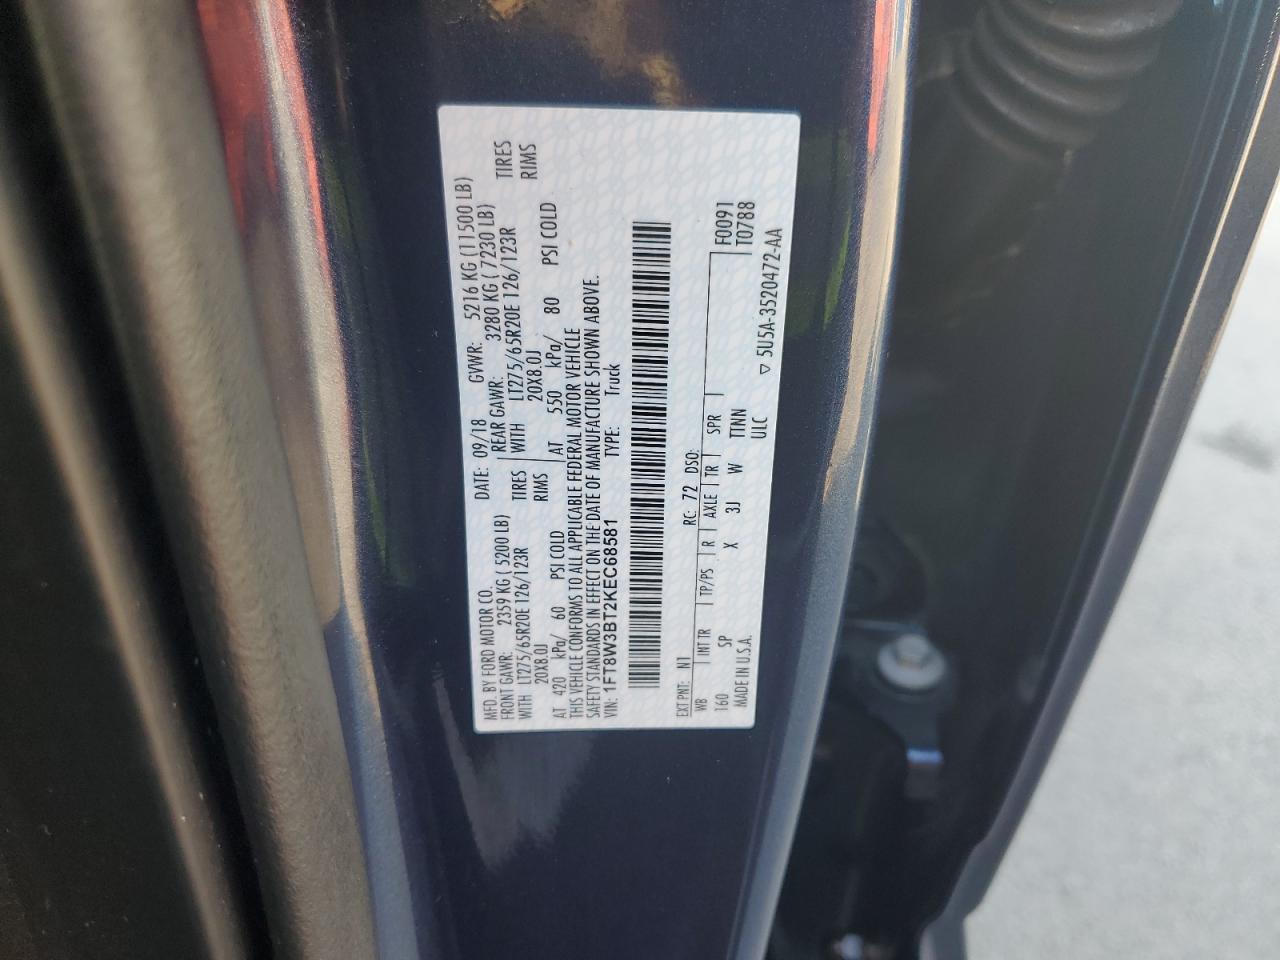 MFD. BY FORD MOTOR CO. DATE: 09/18 GVWR: 5216 KG (11500 LB)
FRONT GAWR: 2359 KG ( 5200 LB) REAR GAWR: 3280 KG ( 7230 LB)
WITH LT275/65R20E 126/123R TIRES WITH LT275/65R20E 126/123R TIRES
20X8.0J RIMS 20X8.0J RIMS
AT 420 kPa/ 60 PSI COLD AT 550 kPa/ 80 PSI COLD
THIS VEHICLE CONFORMS TO ALL APPLICABLE FEDERAL MOTOR VEHICLE
SAFETY STANDARDS IN EFFECT ON THE DATE OF MANUFACTURE SHOWN ABOVE.
VIN: 1FT8W3BT2KEC68581 TYPE: Truck
EXT PNT: N1 RC: 72 DSO: F0091
WB INT TR TP/PS R AXLE TR SPR T0788
160 SP X 3J W TTNN
MADE IN U.S.A. ULC ▽ 5U5A-3520472-AA